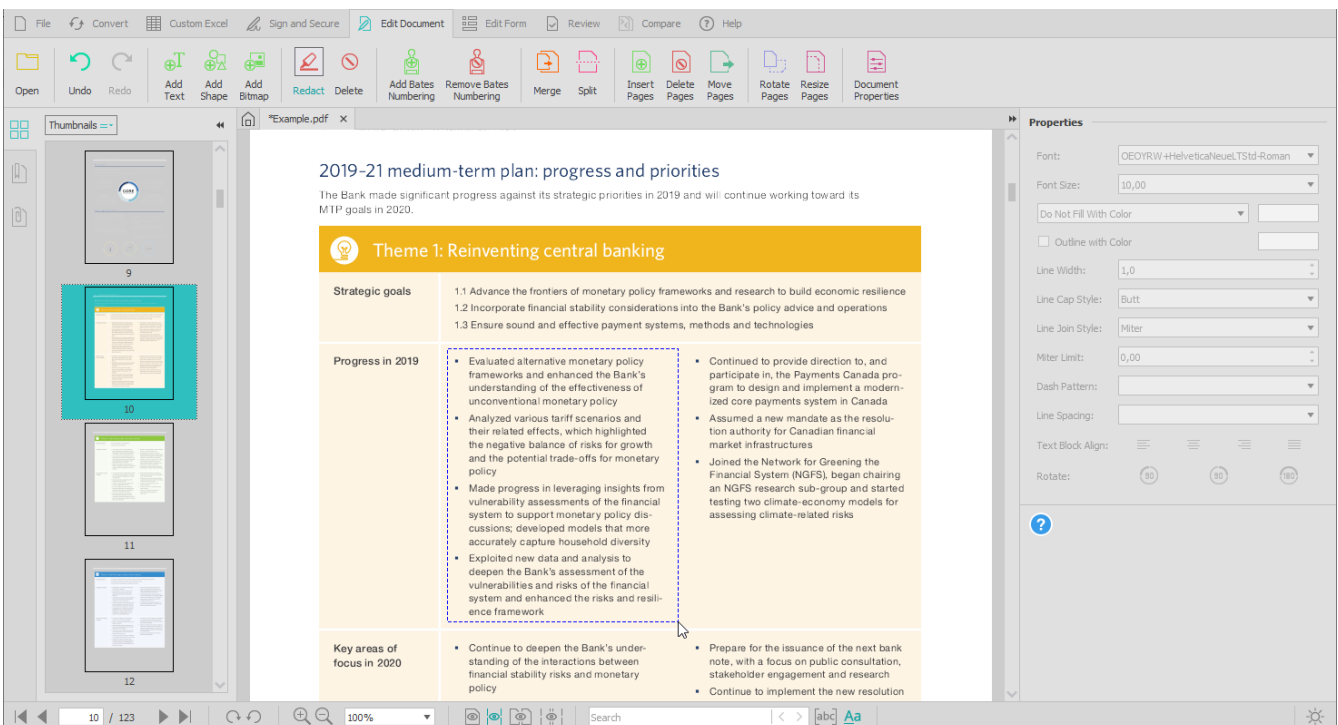 File Convert Custom Excel Sign and Secure Edit Document Edit Form Review Compare Help
Open Undo Redo Add Text Add Shape Add Bitmap Redact Delete Add Bates Numbering Remove Bates Numbering Merge Split Insert Pages Delete Pages Move Pages Rotate Pages Resize Pages Document Properties
Thumbnails
*Example.pdf X
9
10
11
12
2019–21 medium-term plan: progress and priorities
The Bank made significant progress against its strategic priorities in 2019 and will continue working toward its
MTP goals in 2020.
Theme 1: Reinventing central banking
Strategic goals
1.1 Advance the frontiers of monetary policy frameworks and research to build economic resilience
1.2 Incorporate financial stability considerations into the Bank's policy advice and operations
1.3 Ensure sound and effective payment systems, methods and technologies
Progress in 2019
▪ Evaluated alternative monetary policy
frameworks and enhanced the Bank's
understanding of the effectiveness of
unconventional monetary policy
▪ Analyzed various tariff scenarios and
their related effects, which highlighted
the negative balance of risks for growth
and the potential trade-offs for monetary
policy
▪ Made progress in leveraging insights from
vulnerability assessments of the financial
system to support monetary policy dis-
cussions; developed models that more
accurately capture household diversity
▪ Exploited new data and analysis to
deepen the Bank's assessment of the
vulnerabilities and risks of the financial
system and enhanced the risks and resili-
ence framework
▪ Continued to provide direction to, and
participate in, the Payments Canada pro-
gram to design and implement a modern-
ized core payments system in Canada
▪ Assumed a new mandate as the resolu-
tion authority for Canadian financial
market infrastructures
▪ Joined the Network for Greening the
Financial System (NGFS), began chairing
an NGFS research sub-group and started
testing two climate-economy models for
assessing climate-related risks
Key areas of
focus in 2020
▪ Continue to deepen the Bank's under-
standing of the interactions between
financial stability risks and monetary
policy
▪ Prepare for the issuance of the next bank
note, with a focus on public consultation,
stakeholder engagement and research
▪ Continue to implement the new resolution
Properties
Font: OEOYRW+HelveticaNeueLTStd-Roman
Font Size: 10,00
Do Not Fill With Color
Outline with Color
Line Width: 1,0
Line Cap Style: Butt
Line Join Style: Miter
Miter Limit: 0,00
Dash Pattern:
Line Spacing:
Text Block Align:
Rotate: 90 90 180
?
10 / 123 100% Search abc Aa